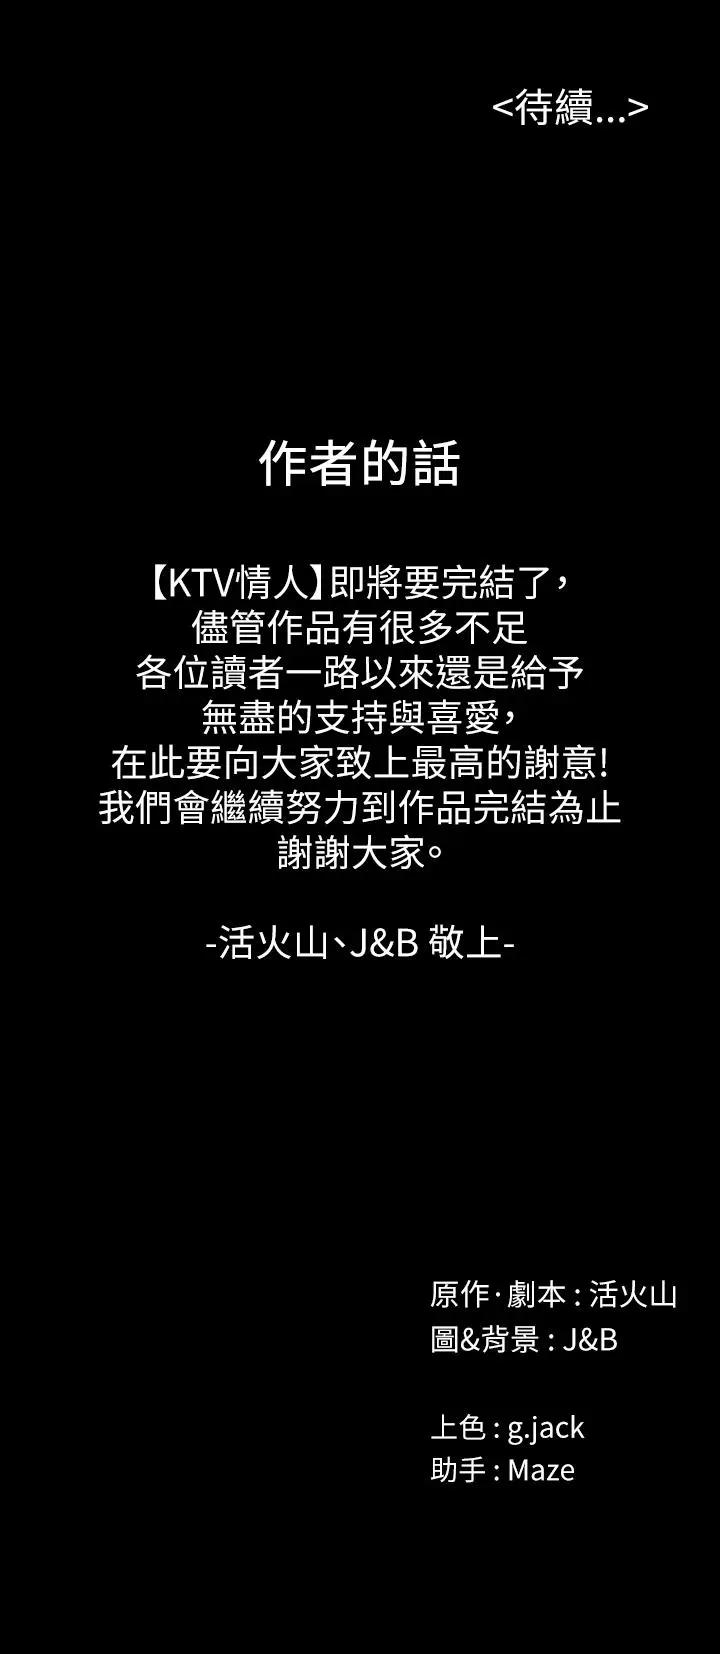 <待續...>
作者的話
【KTV情人】即將要完結了，
儘管作品有很多不足
各位讀者一路以來還是給予
無盡的支持與喜愛，
在此要向大家致上最高的謝意!
我們會繼續努力到作品完結為止
謝謝大家。
-活火山、J&B 敬上-
原作·劇本 : 活火山
圖&背景 : J&B
上色 : g.jack
助手 : Maze